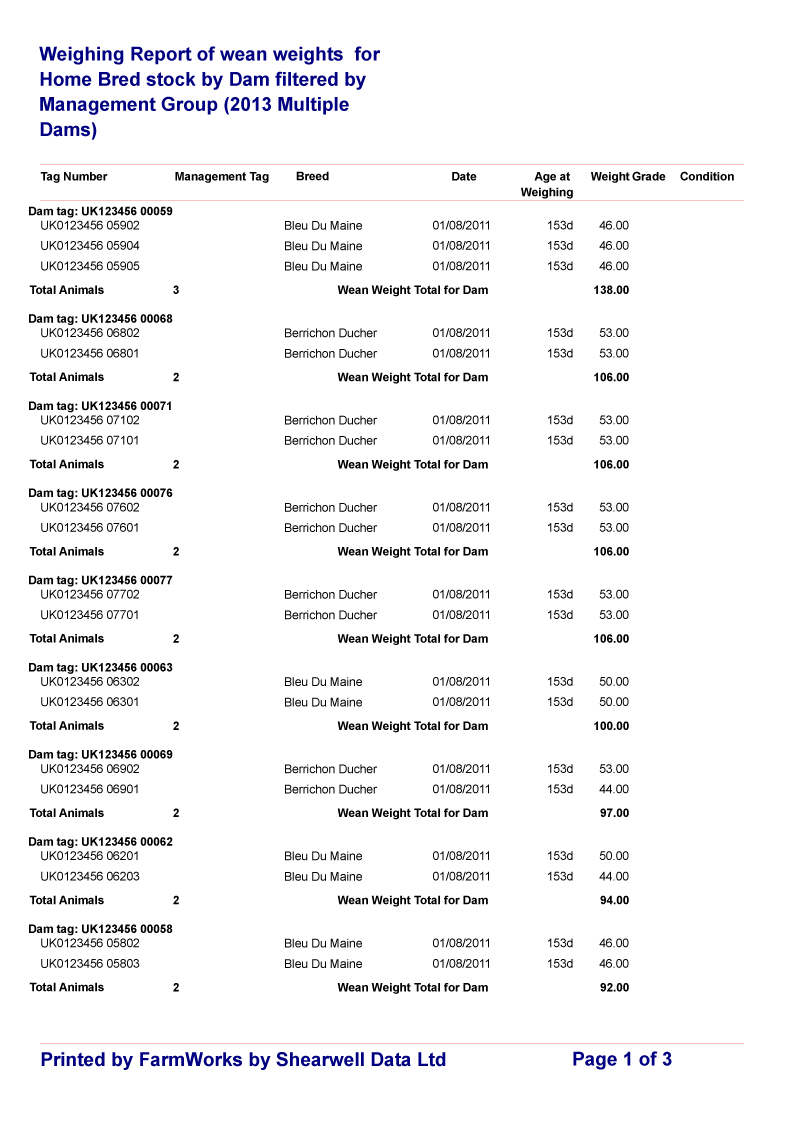 Weighing Report of wean weights for
Home Bred stock by Dam filtered by
Management Group (2013 Multiple
Dams)
Tag Number Management Tag Breed Date Age at Weight Grade Condition
Weighing
Dam tag: UK123456 00059
UK0123456 05902 Bleu Du Maine 01/08/2011 153d 46.00
UK0123456 05904 Bleu Du Maine 01/08/2011 153d 46.00
UK0123456 05905 Bleu Du Maine 01/08/2011 153d 46.00
Total Animals 3 Wean Weight Total for Dam 138.00
Dam tag: UK123456 00068
UK0123456 06802 Berrichon Ducher 01/08/2011 153d 53.00
UK0123456 06801 Berrichon Ducher 01/08/2011 153d 53.00
Total Animals 2 Wean Weight Total for Dam 106.00
Dam tag: UK123456 00071
UK0123456 07102 Berrichon Ducher 01/08/2011 153d 53.00
UK0123456 07101 Berrichon Ducher 01/08/2011 153d 53.00
Total Animals 2 Wean Weight Total for Dam 106.00
Dam tag: UK123456 00076
UK0123456 07602 Berrichon Ducher 01/08/2011 153d 53.00
UK0123456 07601 Berrichon Ducher 01/08/2011 153d 53.00
Total Animals 2 Wean Weight Total for Dam 106.00
Dam tag: UK123456 00077
UK0123456 07702 Berrichon Ducher 01/08/2011 153d 53.00
UK0123456 07701 Berrichon Ducher 01/08/2011 153d 53.00
Total Animals 2 Wean Weight Total for Dam 106.00
Dam tag: UK123456 00063
UK0123456 06302 Bleu Du Maine 01/08/2011 153d 50.00
UK0123456 06301 Bleu Du Maine 01/08/2011 153d 50.00
Total Animals 2 Wean Weight Total for Dam 100.00
Dam tag: UK123456 00069
UK0123456 06902 Berrichon Ducher 01/08/2011 153d 53.00
UK0123456 06901 Berrichon Ducher 01/08/2011 153d 44.00
Total Animals 2 Wean Weight Total for Dam 97.00
Dam tag: UK123456 00062
UK0123456 06201 Bleu Du Maine 01/08/2011 153d 50.00
UK0123456 06203 Bleu Du Maine 01/08/2011 153d 44.00
Total Animals 2 Wean Weight Total for Dam 94.00
Dam tag: UK123456 00058
UK0123456 05802 Bleu Du Maine 01/08/2011 153d 46.00
UK0123456 05803 Bleu Du Maine 01/08/2011 153d 46.00
Total Animals 2 Wean Weight Total for Dam 92.00
Printed by FarmWorks by Shearwell Data Ltd Page 1 of 3